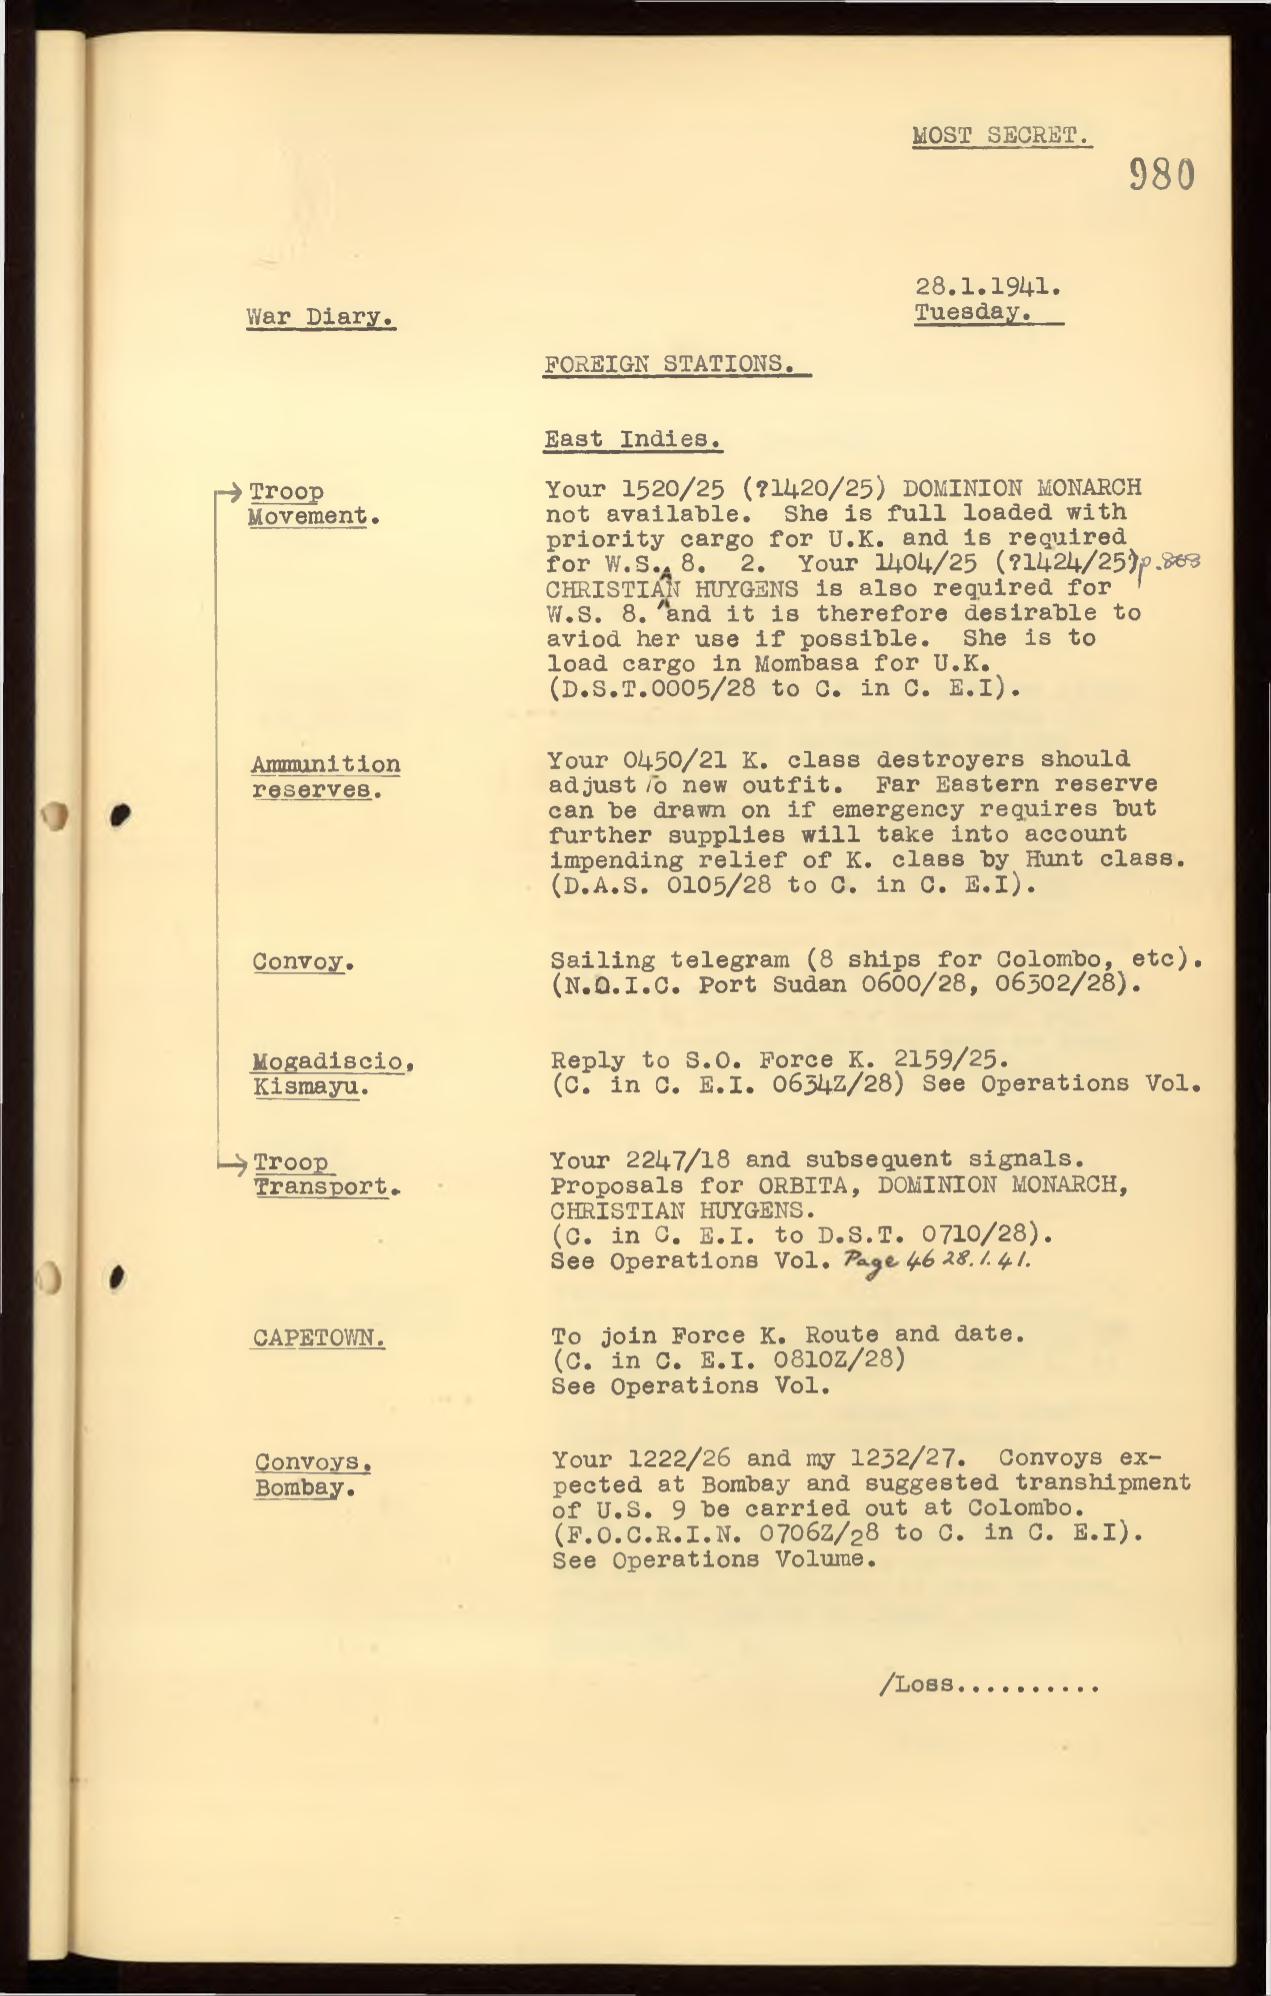 MOST SECRET.
980
28.1.1941.
Tuesday.
War Diary.
FOREIGN STATIONS.
East Indies.
Troop
Movement.
Your 1520/25 (?1420/25) DOMINION MONARCH
not available. She is full loaded with
priority cargo for U.K. and is required
for W.S. 8. 2. Your 1404/25 (?1424/25) p.
CHRISTIAN HUYGENS is also required for
W.S. 8. and it is therefore desirable to
aviod her use if possible. She is to
load cargo in Mombasa for U.K.
(D.S.T.0005/28 to C. in C. E.I).
Ammunition
reserves.
Your 0450/21 K. class destroyers should
adjust to new outfit. Far Eastern reserve
can be drawn on if emergency requires but
further supplies will take into account
impending relief of K. class by Hunt class.
(D.A.S. 0105/28 to C. in C. E.I).
Convoy.
Sailing telegram (8 ships for Colombo, etc).
(N.O.I.C. Port Sudan 0600/28, 06302/28).
Mogadiscio,
Kismayu.
Reply to S.O. Force K. 2159/25.
(C. in C. E.I. 0634Z/28) See Operations Vol.
Troop
Transport.
Your 2247/18 and subsequent signals.
Proposals for ORBITA, DOMINION MONARCH,
CHRISTIAN HUYGENS.
(C. in C. E.I. to D.S.T. 0710/28).
See Operations Vol. Page 46 28.1.41.
CAPETOWN.
To join Force K. Route and date.
(C. in C. E.I. 0810Z/28)
See Operations Vol.
Convoys,
Bombay.
Your 1222/26 and my 1232/27. Convoys ex-
pected at Bombay and suggested transhipment
of U.S. 9 be carried out at Colombo.
(F.O.C.R.I.N. 0706Z/28 to C. in C. E.I).
See Operations Volume.
/Loss..........